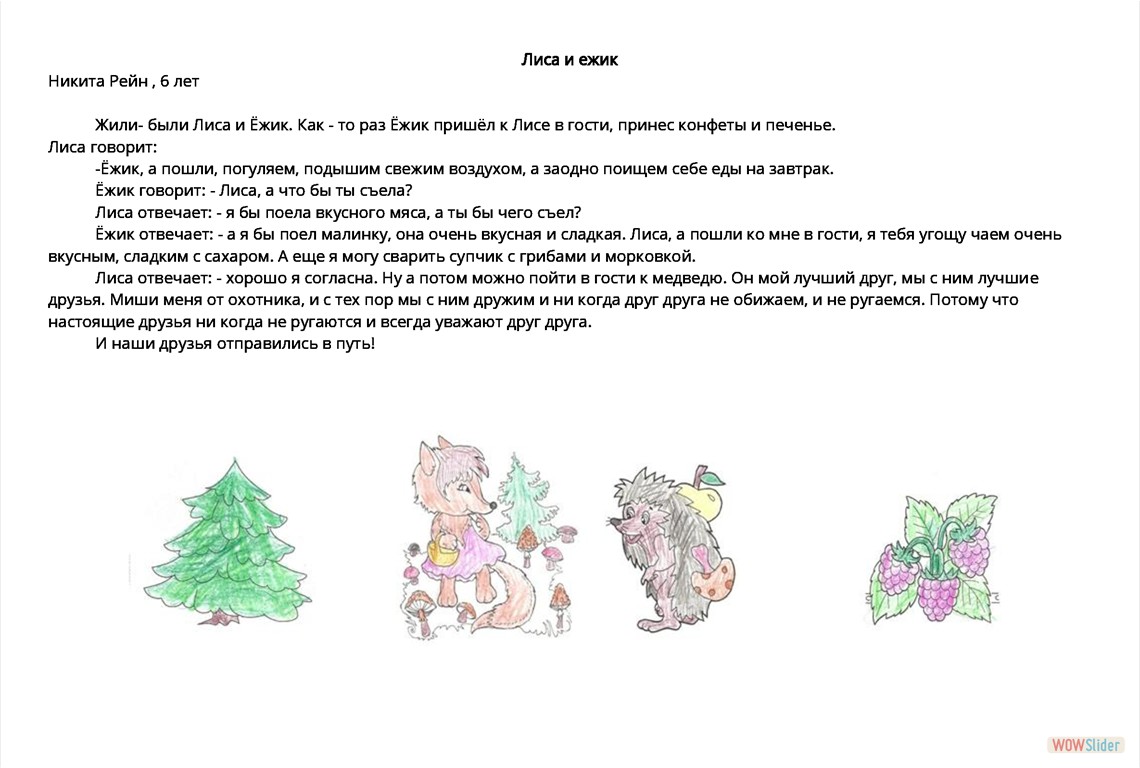 Лиса и ежик
Никита Рейн , 6 лет
Жили- были Лиса и Ёжик. Как - то раз Ёжик пришёл к Лисе в гости, принес конфеты и печенье.
Лиса говорит:
-Ёжик, а пошли, погуляем, подышим свежим воздухом, а заодно поищем себе еды на завтрак.
Ёжик говорит: - Лиса, а что бы ты съела?
Лиса отвечает: - я бы поела вкусного мяса, а ты бы чего съел?
Ёжик отвечает: - а я бы поел малинку, она очень вкусная и сладкая. Лиса, а пошли ко мне в гости, я тебя угощу чаем очень
вкусным, сладким с сахаром. А еще я могу сварить супчик с грибами и морковкой.
Лиса отвечает: - хорошо я согласна. Ну а потом можно пойти в гости к медведю. Он мой лучший друг, мы с ним лучшие
друзья. Миши меня от охотника, и с тех пор мы с ним дружим и ни когда друг друга не обижаем, и не ругаемся. Потому что
настоящие друзья ни когда не ругаются и всегда уважают друг друга.
И наши друзья отправились в путь!
WOWSlider